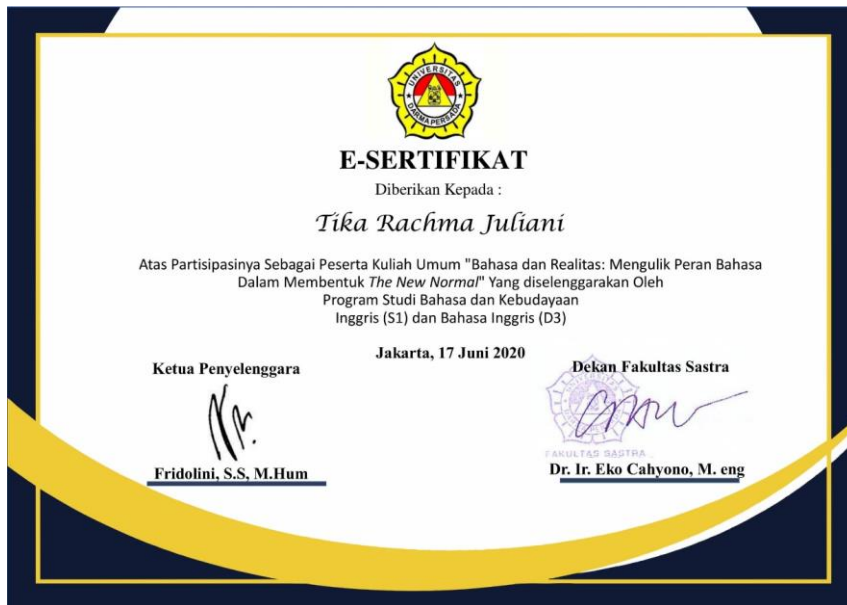 UNIVERSITAS
DARMA PERSADA
E-SERTIFIKAT
Diberikan Kepada :
Tika Rachma Juliani
Atas Partisipasinya Sebagai Peserta Kuliah Umum "Bahasa dan Realitas: Mengulik Peran Bahasa
Dalam Membentuk The New Normal" Yang diselenggarakan Oleh
Program Studi Bahasa dan Kebudayaan
Inggris (S1) dan Bahasa Inggris (D3)
Jakarta, 17 Juni 2020
Ketua Penyelenggara
Dekan Fakultas Sastra
FAKULTAS SASTRA
Fridolini, S.S, M.Hum
Dr. Ir. Eko Cahyono, M. eng